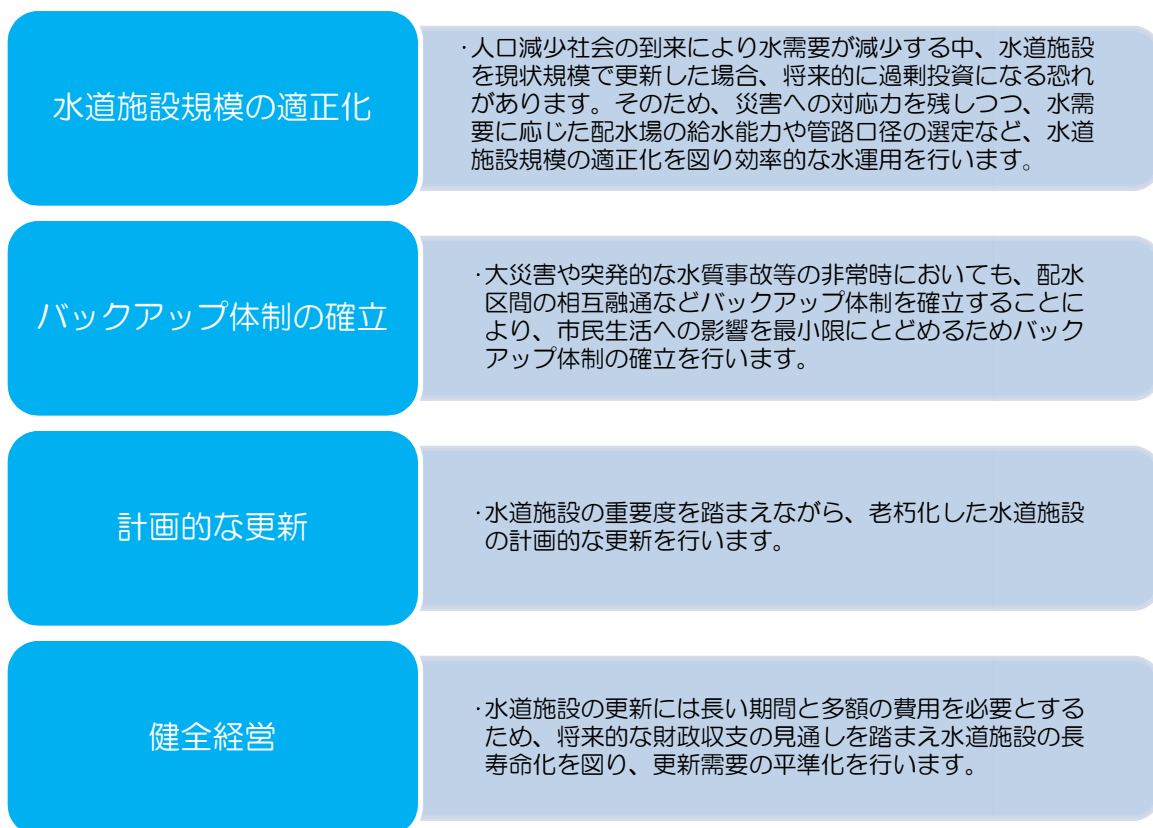 水道施設規模の適正化
・人口減少社会の到来により水需要が減少する中、水道施設
を現状規模で更新した場合、将来的に過剰投資になる恐れ
があります。そのため、災害への対応力を残しつつ、水需
要に応じた配水場の給水能力や管路口径の選定など、水道
施設規模の適正化を図り効率的な水運用を行います。
バックアップ体制の確立
・大災害や突発的な水質事故等の非常時においても、配水
区間の相互融通などバックアップ体制を確立することに
より、市民生活への影響を最小限にとどめるためバック
アップ体制の確立を行います。
計画的な更新
・水道施設の重要度を踏まえながら、老朽化した水道施設
の計画的な更新を行います。
健全経営
・水道施設の更新には長い期間と多額の費用を必要とする
ため、将来的な財政収支の見通しを踏まえ水道施設の長
寿命化を図り、更新需要の平準化を行います。